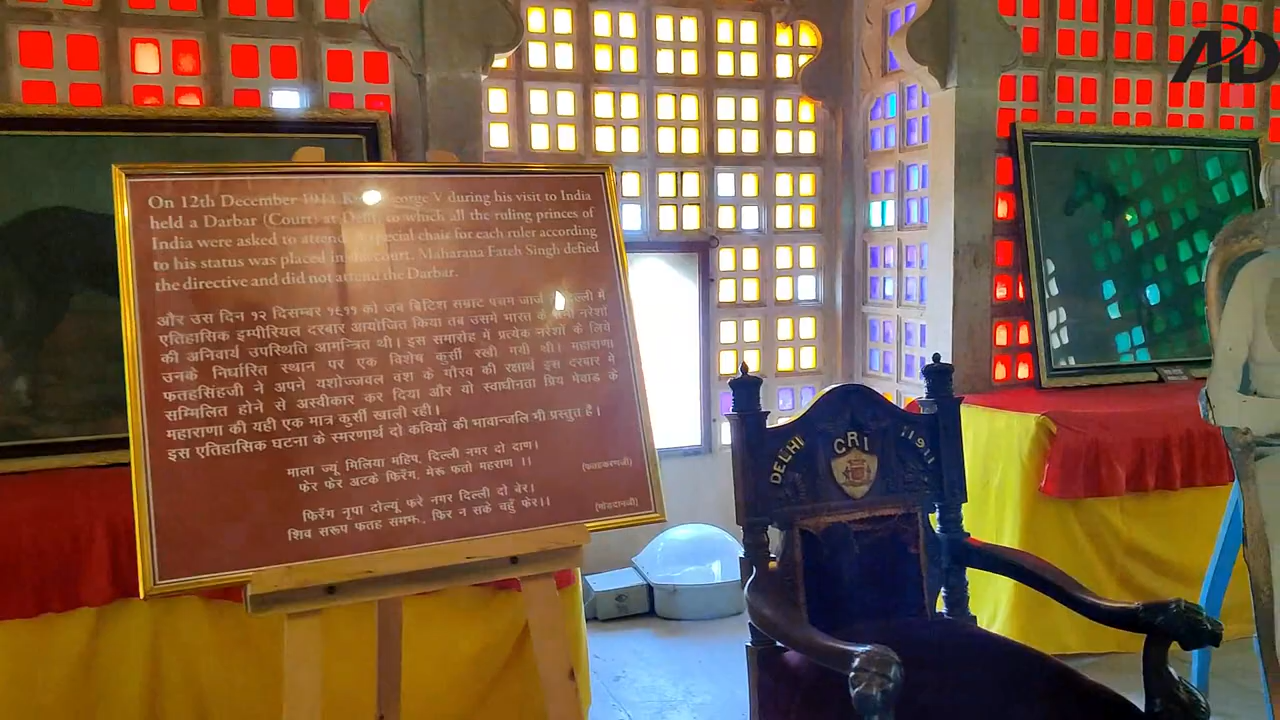 On 12th December 1911 K George V during his visit to India
held a Darbar (Court) at Delhi, to which all the ruling princes of
India were asked to attend. special chair for each ruler according
to his status was placed in court. Maharana Fateh Singh defied
the directive and did not attend the Darbar.
और उस दिन १२ दिसम्बर १९११ को जब ब्रिटिश सम्राट पंचम जार्ज दिल्ली में
ऐतिहासिक इम्पीरियल दरबार आयोजित किया तब उसमें भारत के नरेशों
की अनिवार्य उपस्थिति आमन्त्रित थी। इस समारोह में प्रत्येक नरेशों के लिये
उनके निर्धारित स्थान पर एक विशेष कुर्सी रखी गयी थी। महाराणा
फतहसिंहजी ने अपने यशोज्जवल वंश के गौरव की रक्षार्थ इस दरबार में
सम्मिलित होने से अस्वीकार कर दिया और यो स्वाधीनता प्रिय मेवाड के
महाराणा की यही एक मात्र कुर्सी खाली रही।
इस ऐतिहासिक घटना के स्मरणार्थ दो कवियों की भावान्जलि भी प्रस्तुत है।
माला ज्यू मिलिया महिप, दिल्ली नगर दो दाण।
फेर फेर अटके फिरँग, मेरू फतो महराण ।।
(फतहकरणजी)
फिरँग नृपा दोल्यूं फरे नगर दिल्ली दो बेर।
शिव सरूप फतह समझ, फिर न सके चहुँ फेर।।
DELHI
CRI
1911
AD